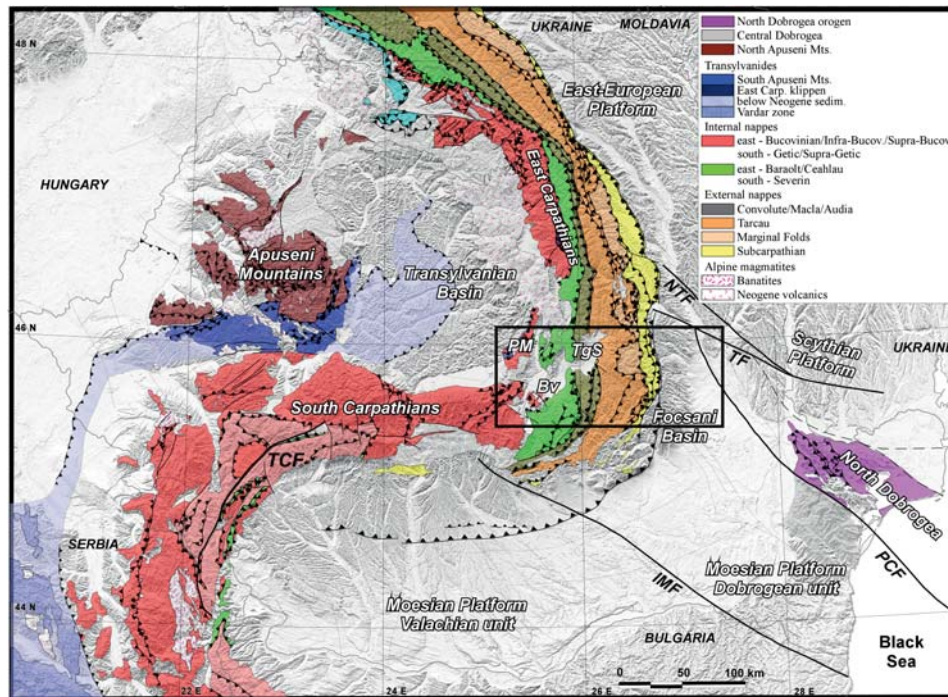 48 N
UKRAINE
MOLDAVIA
East-European
Platform
HUNGARY
East Carpathians
Apuseni
Mountains
Transylvanian
Basin
46 N
PM
TgS
Bv
NTF
TF
Scythian
Platform
UKRAINE
South Carpathians
Focsani
Basin
TCF
North Dobrogea
SERBIA
IMF
PCF
Moesian Platform
Dobrogean unit
44 N
Moesian Platform
Valachian unit
BULGARIA
Black
Sea
0 50 100 km
22 E
24 E
26 E
28 E
North Dobrogea orogen
Central Dobrogea
North Apuseni Mts.
Transylvanides
South Apuseni Mts.
East Carp. klippen
below Neogene sedim.
Vardar zone
Internal nappes
east - Bucovinian/Infra-Bucov./Supra-Bucov
south - Getic/Supra-Getic
east - Baraolt/Ceahlau
south - Severin
External nappes
Convolute/Macla/Audia
Tarcau
Marginal Folds
Subcarpathian
Alpine magmatites
Banatites
Neogene volcanics